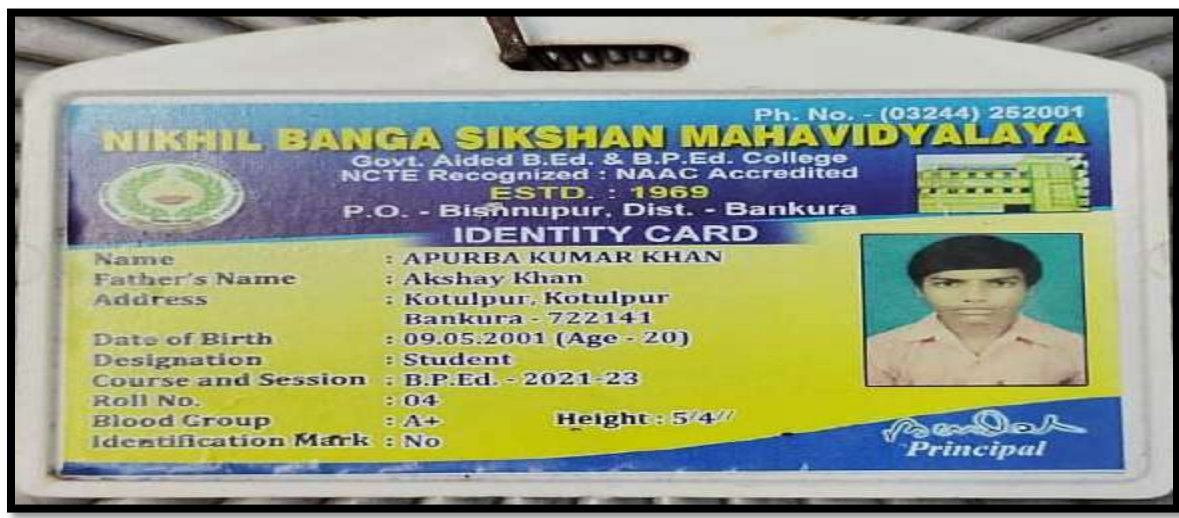 Ph. No. - (03244) 252001
NIKHIL BANGA SIKSHAN MAHAVIDYALAYA
Govt. Aided B.Ed. & B.P.Ed. College
NCTE Recognized : NAAC Accredited
ESTD. : 1969
P.O. - Bishnupur, Dist. - Bankura
IDENTITY CARD
Name : APURBA KUMAR KHAN
Father's Name : Akshay Khan
Address : Kotulpur, Kotulpur
Bankura - 722141
Date of Birth : 09.05.2001 (Age - 20)
Designation : Student
Course and Session : B.P.Ed. - 2021-23
Roll No. : 04
Blood Group : A+ Height : 5'4//
Identification Mark : No
Principal